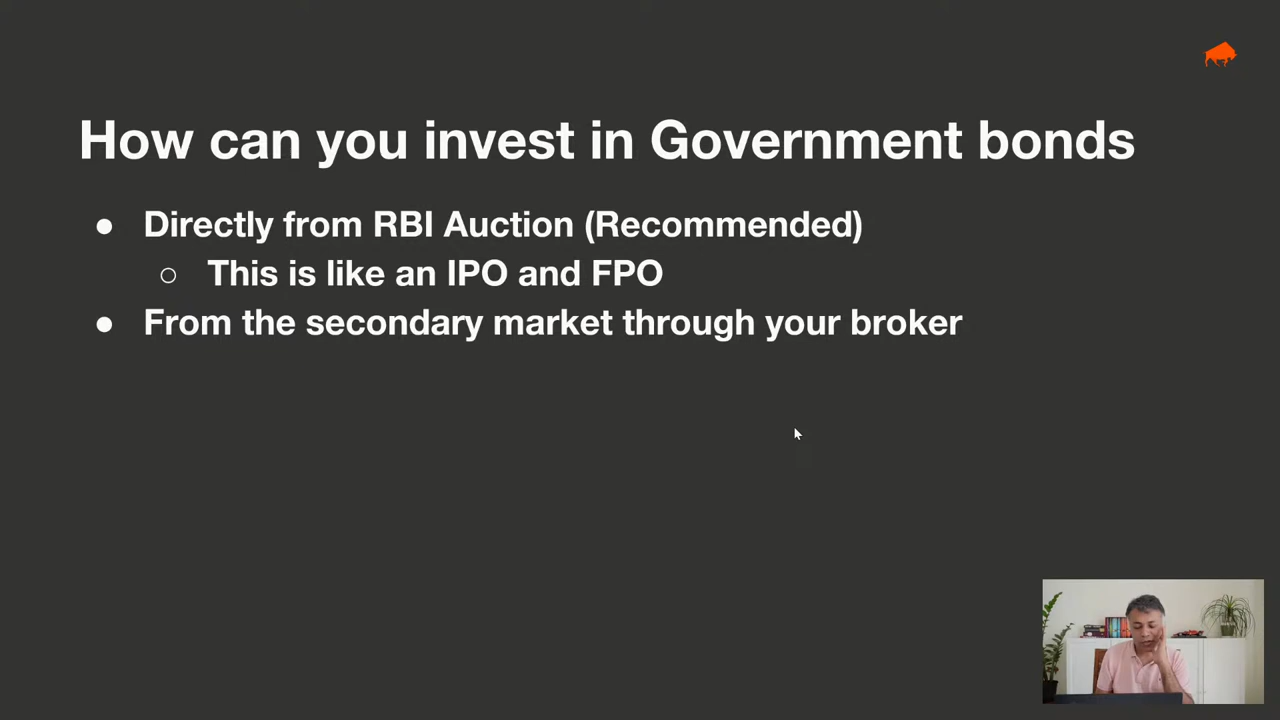 How can you invest in Government bonds
● Directly from RBI Auction (Recommended)
○ This is like an IPO and FPO
● From the secondary market through your broker